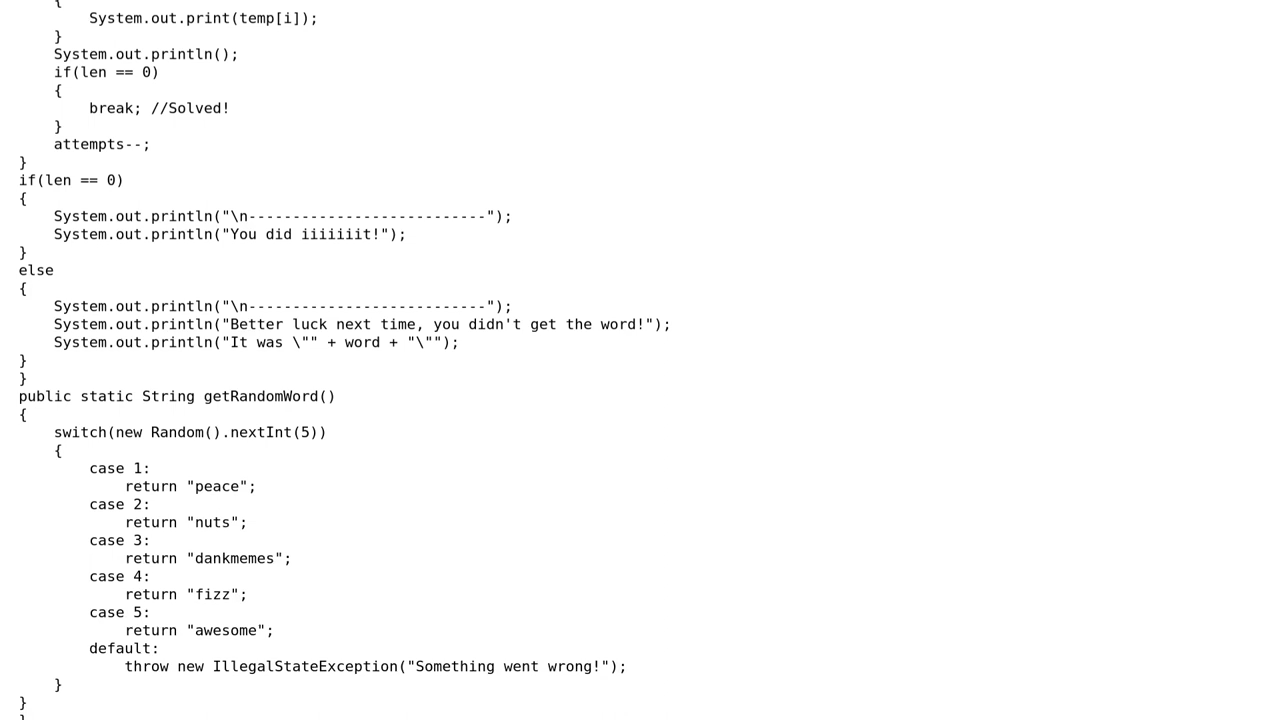 {
        System.out.print(temp[i]);
    }
    System.out.println();
    if(len == 0)
    {
        break; //Solved!
    }
    attempts--;
}
if(len == 0)
{
    System.out.println("\n---------------------------");
    System.out.println("You did iiiiiiit!");
}
else
{
    System.out.println("\n---------------------------");
    System.out.println("Better luck next time, you didn't get the word!");
    System.out.println("It was \"" + word + "\"");
}
}
public static String getRandomWord()
{
    switch(new Random().nextInt(5))
    {
        case 1:
            return "peace";
        case 2:
            return "nuts";
        case 3:
            return "dankmemes";
        case 4:
            return "fizz";
        case 5:
            return "awesome";
        default:
            throw new IllegalStateException("Something went wrong!");
    }
}
}